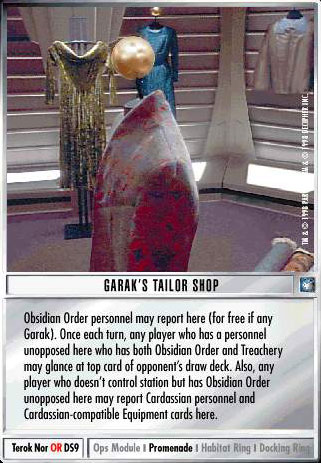 TM & © 1998 PAR
& © 1998 DECIPHER INC.
GARAK'S TAILOR SHOP
Obsidian Order personnel may report here (for free if any
Garak). Once each turn, any player who has a personnel
unopposed here who has both Obsidian Order and Treachery
may glance at top card of opponent's draw deck. Also, any
player who doesn't control station but has Obsidian Order
unopposed here may report Cardassian personnel and
Cardassian-compatible Equipment cards here.
Terok Nor OR DS9 Ops Module | Promenade | Habitat Ring | Docking Ring